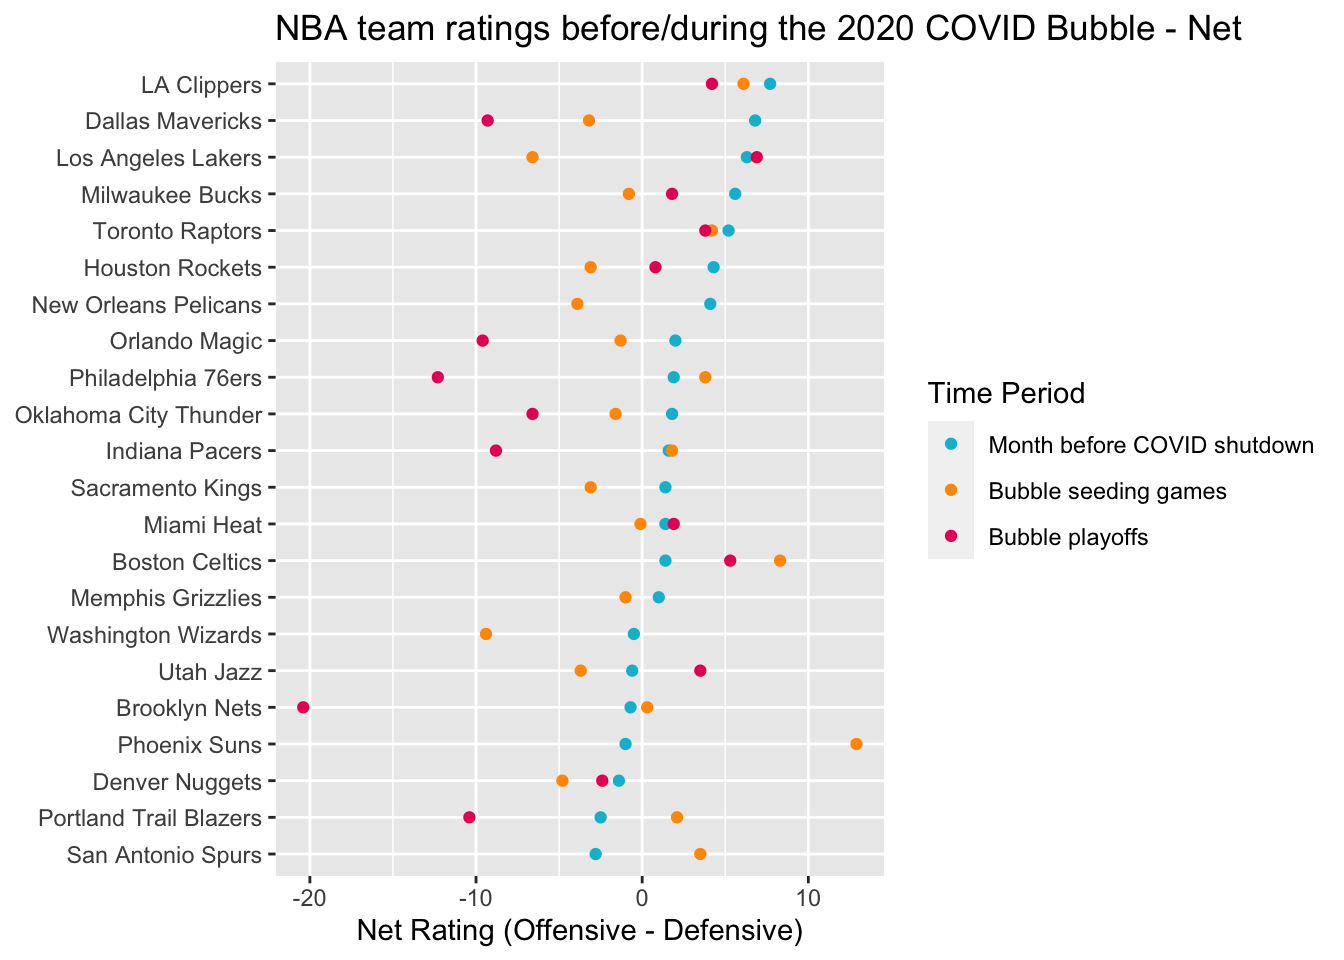 NBA team ratings before/during the 2020 COVID Bubble - Net
LA Clippers
Dallas Mavericks
Los Angeles Lakers
Milwaukee Bucks
Toronto Raptors
Houston Rockets
New Orleans Pelicans
Orlando Magic
Philadelphia 76ers
Oklahoma City Thunder
Indiana Pacers
Sacramento Kings
Miami Heat
Boston Celtics
Memphis Grizzlies
Washington Wizards
Utah Jazz
Brooklyn Nets
Phoenix Suns
Denver Nuggets
Portland Trail Blazers
San Antonio Spurs
-20 -10 0 10
Net Rating (Offensive - Defensive)
Time Period
Month before COVID shutdown
Bubble seeding games
Bubble playoffs